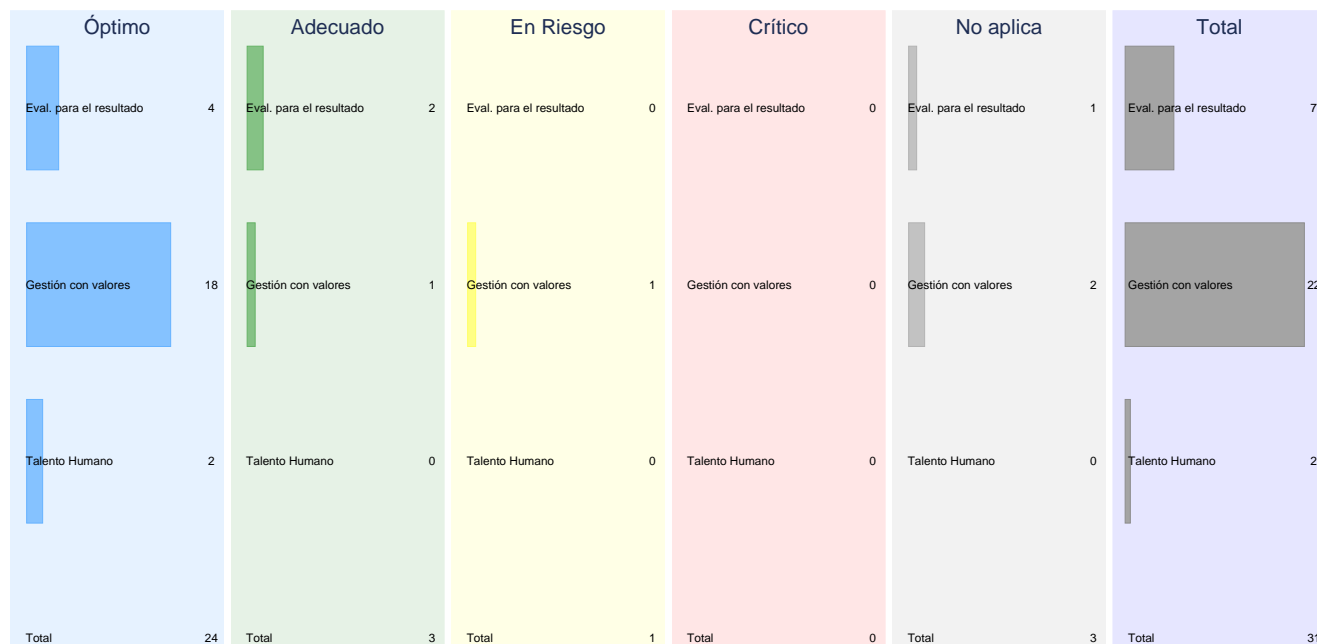 Óptimo Adecuado En Riesgo Crítico No aplica Total
Eval. para el resultado 4 Eval. para el resultado 2 Eval. para el resultado 0 Eval. para el resultado 0 Eval. para el resultado 1 Eval. para el resultado 7
Gestión con valores 18 Gestión con valores 1 Gestión con valores 1 Gestión con valores 0 Gestión con valores 2 Gestión con valores 22
Talento Humano 2 Talento Humano 0 Talento Humano 0 Talento Humano 0 Talento Humano 0 Talento Humano 2
Total 24 Total 3 Total 1 Total 0 Total 3 Total 31